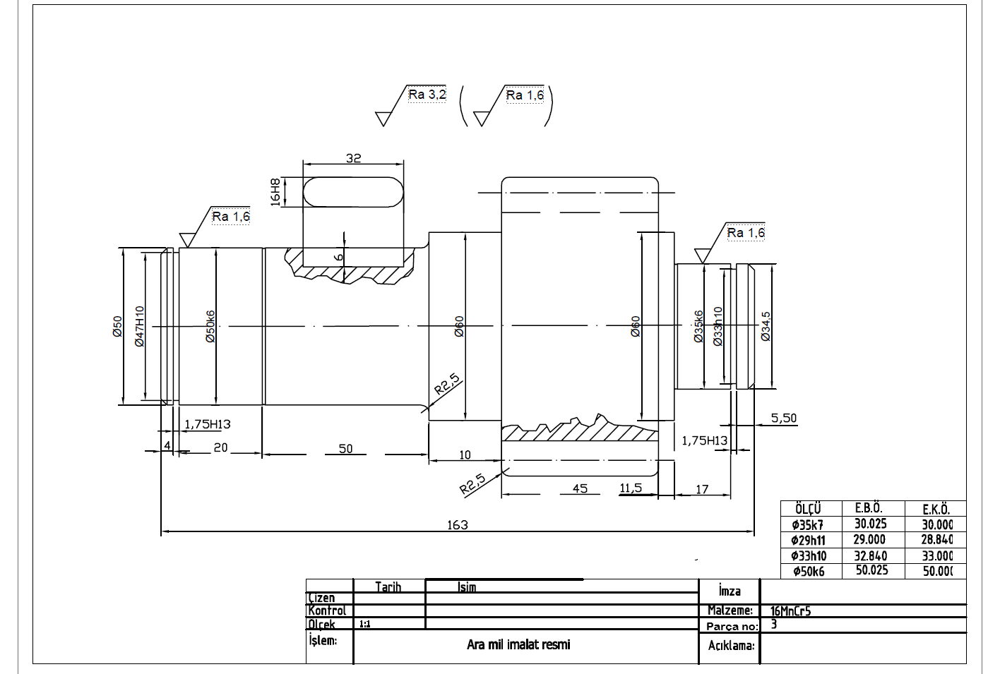 Ra 3,2
Ra 1,6
32
16H8
Ra 1,6
Ra 1,6
6
Ø50
Ø47H10
Ø50k6
Ø60
Ø60
Ø35k6
Ø33h10
Ø34,5
R2,5
1,75H13
5,50
1,75H13
4
20
50
10
R2,5
45
11,5
17
163
ÖLÇÜ E.B.Ö. E.K.Ö.
Ø35k7 30.025 30.000
Ø29h11 29.000 28.840
Ø33h10 32.840 33.000
Ø50k6 50.025 50.000
Tarih İsim İmza
Çizen
Kontrol Malzeme: 16MnCr5
Ölçek 1:1 Parça no: 3
İşlem: Ara mil imalat resmi Açıklama: